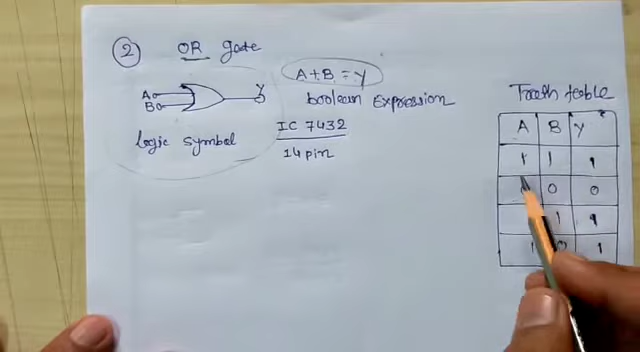 2 OR gate
A+B = Y
boolean Expression
A
B
Y
logic symbol
IC 7432
14 pin
Truth table
A B Y
1 1 1
0 0
1 1
1 0 1